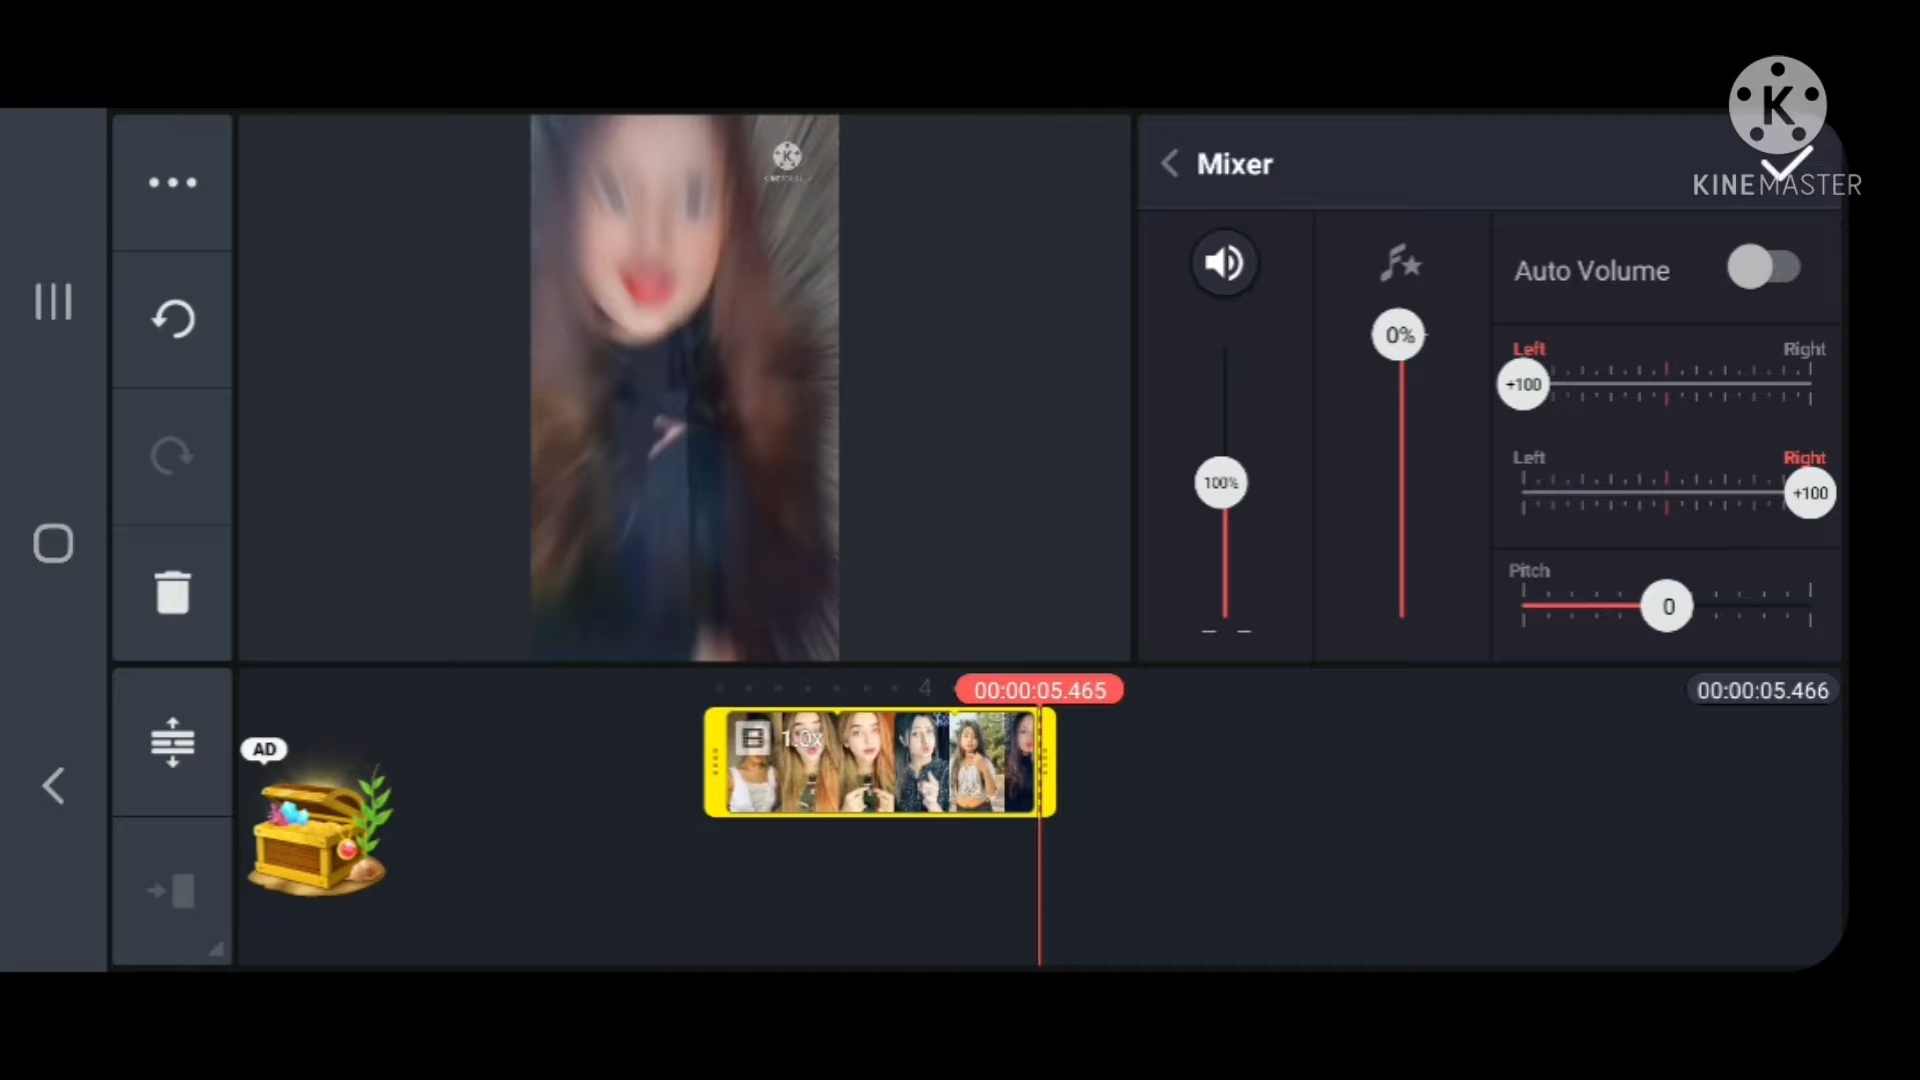 K
KINEMASTER
Mixer
K
Auto Volume
0%
Left
Right
+100
Left
Right
100%
+100
Pitch
0
4
00:00:05.465
00:00:05.466
1.0x
AD